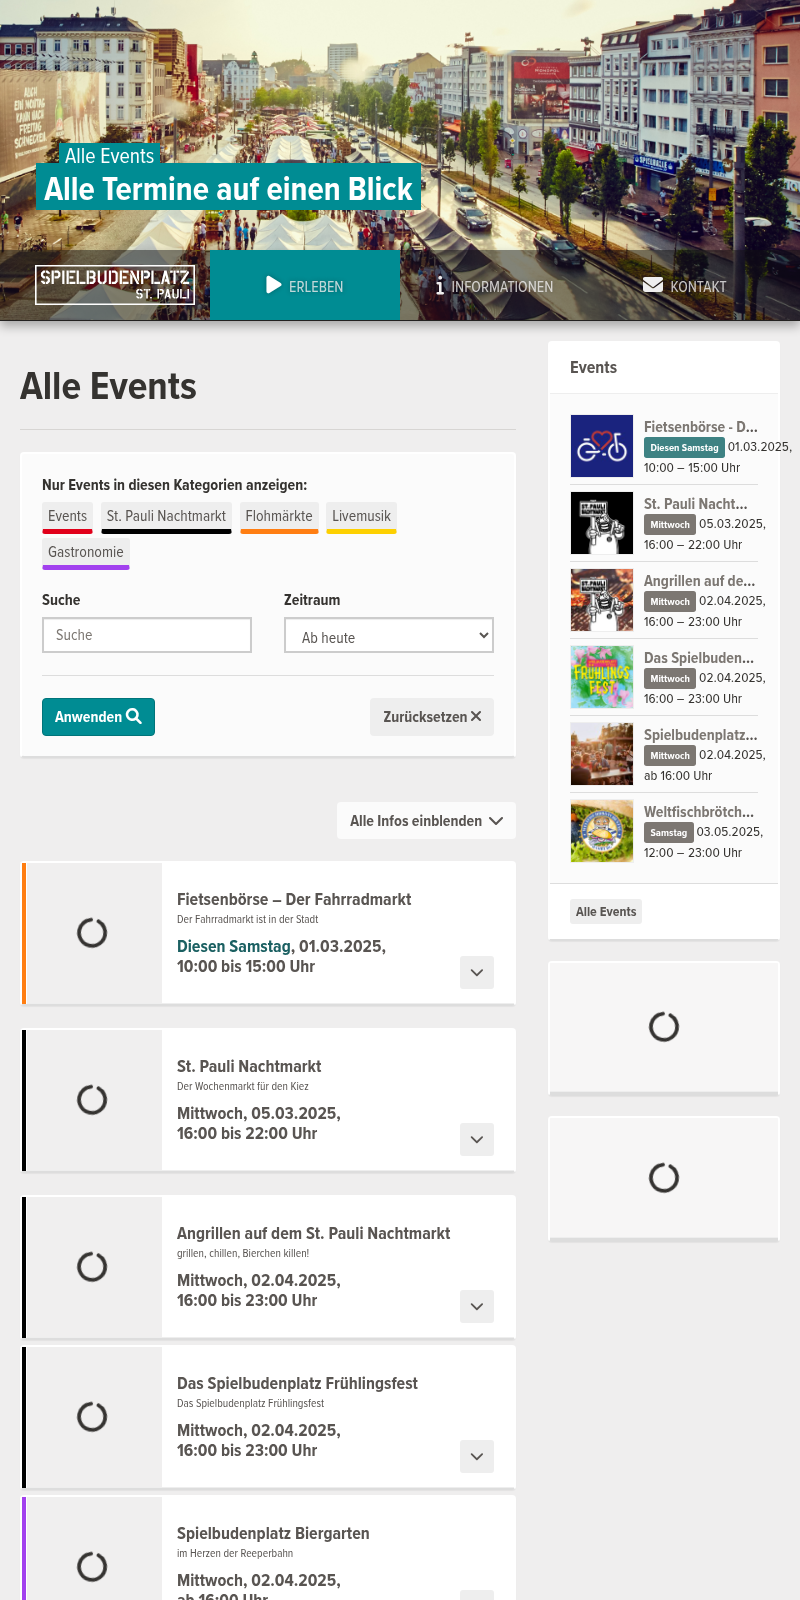 AUCH
EIN MOVING
KANN NACH
FREITAG
SCHMECKEN.
SPIELHALLE
Alle Events
Alle Termine auf einen Blick
SPIELBUDENPLATZ
ST. PAULI
ERLEBEN
INFORMATIONEN
KONTAKT
Alle Events
Nur Events in diesen Kategorien anzeigen:
Events
St. Pauli Nachtmarkt
Flohmärkte
Livemusik
Gastronomie
Suche
Zeitraum
Suche
Ab heute
Anwenden
Zurücksetzen
Alle Infos einblenden
Fietsenbörse – Der Fahrradmarkt
Der Fahrradmarkt ist in der Stadt
Diesen Samstag, 01.03.2025,
10:00 bis 15:00 Uhr
St. Pauli Nachtmarkt
Der Wochenmarkt für den Kiez
Mittwoch, 05.03.2025,
16:00 bis 22:00 Uhr
Angrillen auf dem St. Pauli Nachtmarkt
grillen, chillen, Bierchen killen!
Mittwoch, 02.04.2025,
16:00 bis 23:00 Uhr
Das Spielbudenplatz Frühlingsfest
Das Spielbudenplatz Frühlingsfest
Mittwoch, 02.04.2025,
16:00 bis 23:00 Uhr
Spielbudenplatz Biergarten
im Herzen der Reeperbahn
Mittwoch, 02.04.2025,
ab 16:00 Uhr
Events
Fietsenbörse - D...
Diesen Samstag 01.03.2025,
10:00 – 15:00 Uhr
St. Pauli Nacht...
Mittwoch 05.03.2025,
16:00 – 22:00 Uhr
Angrillen auf de...
Mittwoch 02.04.2025,
16:00 – 23:00 Uhr
FRÜHLINGS
FEST
Das Spielbuden...
Mittwoch 02.04.2025,
16:00 – 23:00 Uhr
Spielbudenplatz...
Mittwoch 02.04.2025,
ab 16:00 Uhr
Weltfischbrötch...
Samstag 03.05.2025,
12:00 – 23:00 Uhr
Alle Events